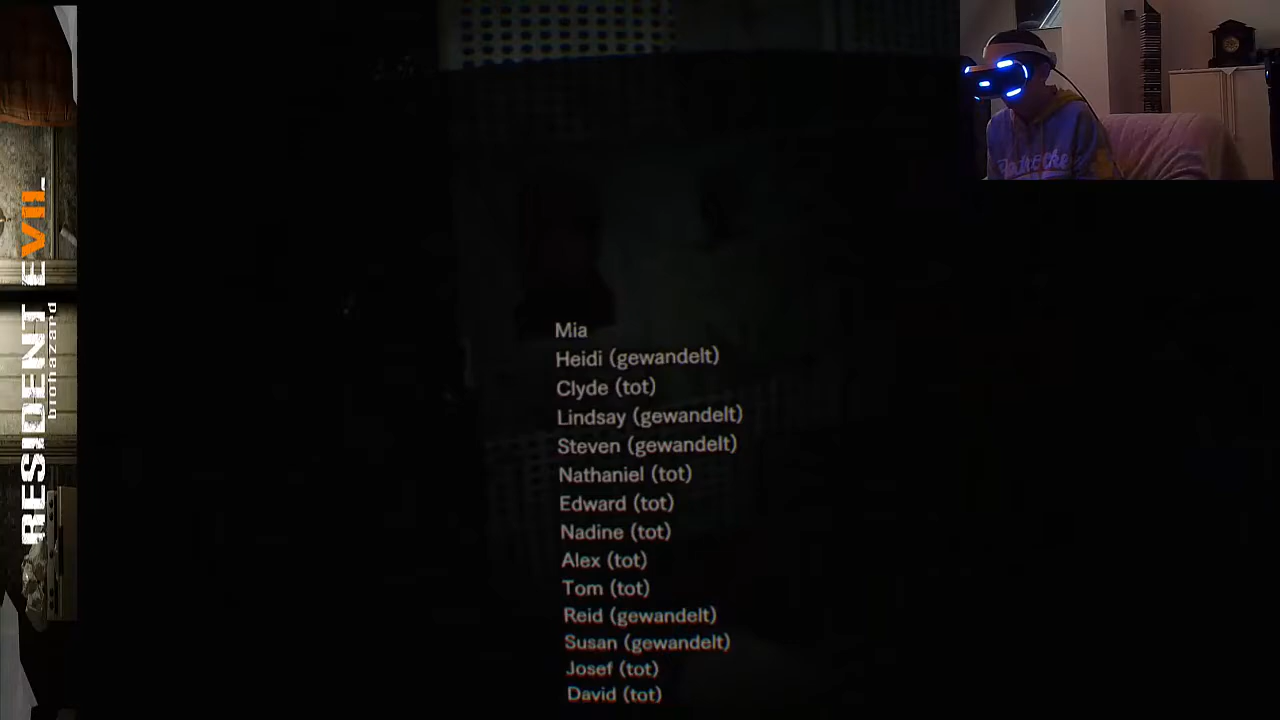 RESIDENT EVII.
biohazard
Mia
Heidi (gewandelt)
Clyde (tot)
Lindsay (gewandelt)
Steven (gewandelt)
Nathaniel (tot)
Edward (tot)
Nadine (tot)
Alex (tot)
Tom (tot)
Reid (gewandelt)
Susan (gewandelt)
Josef (tot)
David (tot)